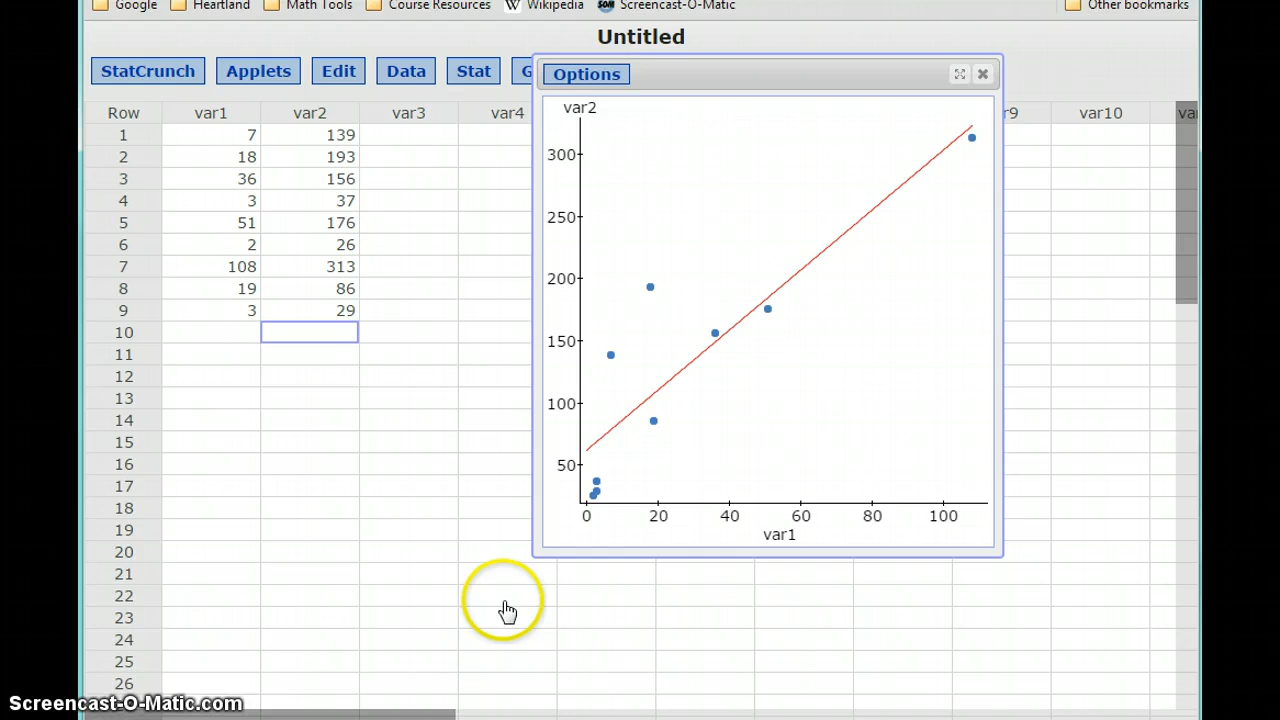 Google Heartland Math Tools Course Resources Wikipedia Screencast-O-Matic Other bookmarks
Untitled
StatCrunch Applets Edit Data Stat G
Options
Row var1 var2 var3 var4 r9 var10 va
1 7 139
2 18 193
3 36 156
4 3 37
5 51 176
6 2 26
7 108 313
8 19 86
9 3 29
10
11
12
13
14
15
16
17
18
19
20
21
22
23
24
25
26
var2
300
250
200
150
100
50
0 20 40 60 80 100
var1
Screencast-O-Matic.com